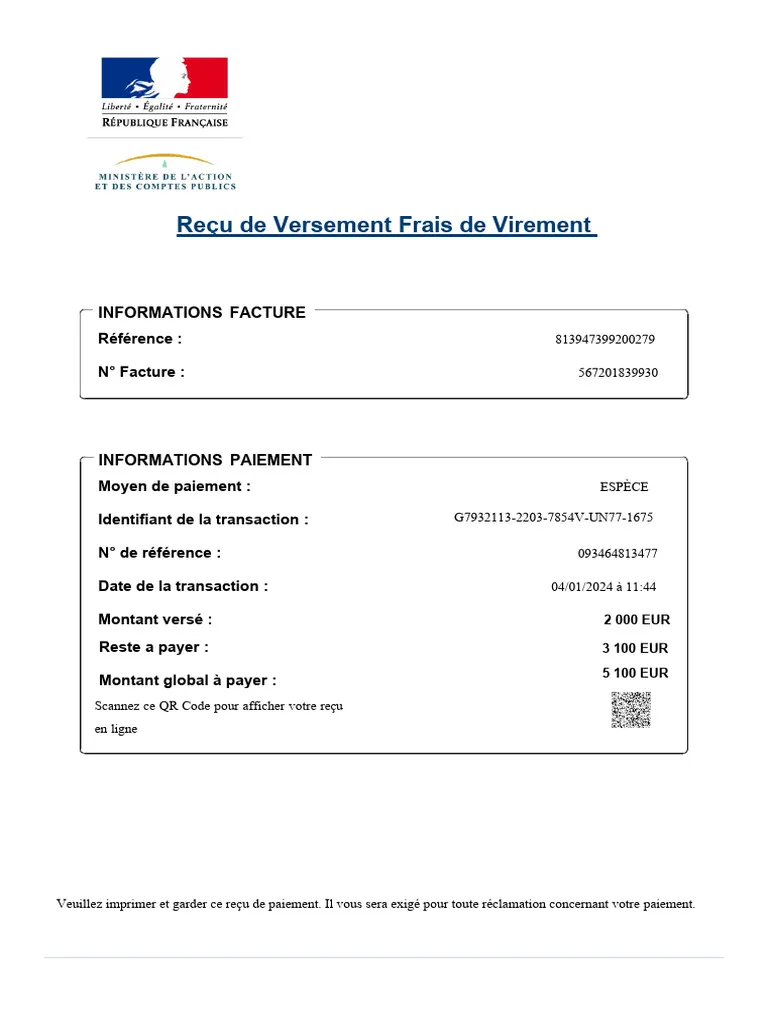 Liberté • Égalité • Fraternité
RÉPUBLIQUE FRANÇAISE
MINISTÈRE DE L'ACTION
ET DES COMPTES PUBLICS
Reçu de Versement Frais de Virement
INFORMATIONS FACTURE
Référence : 813947399200279
N° Facture : 567201839930
INFORMATIONS PAIEMENT
Moyen de paiement : ESPÈCE
Identifiant de la transaction : G7932113-2203-7854V-UN77-1675
N° de référence : 093464813477
Date de la transaction : 04/01/2024 à 11:44
Montant versé : 2 000 EUR
Reste a payer : 3 100 EUR
Montant global à payer : 5 100 EUR
Scannez ce QR Code pour afficher votre reçu
en ligne
Veuillez imprimer et garder ce reçu de paiement. Il vous sera exigé pour toute réclamation concernant votre paiement.